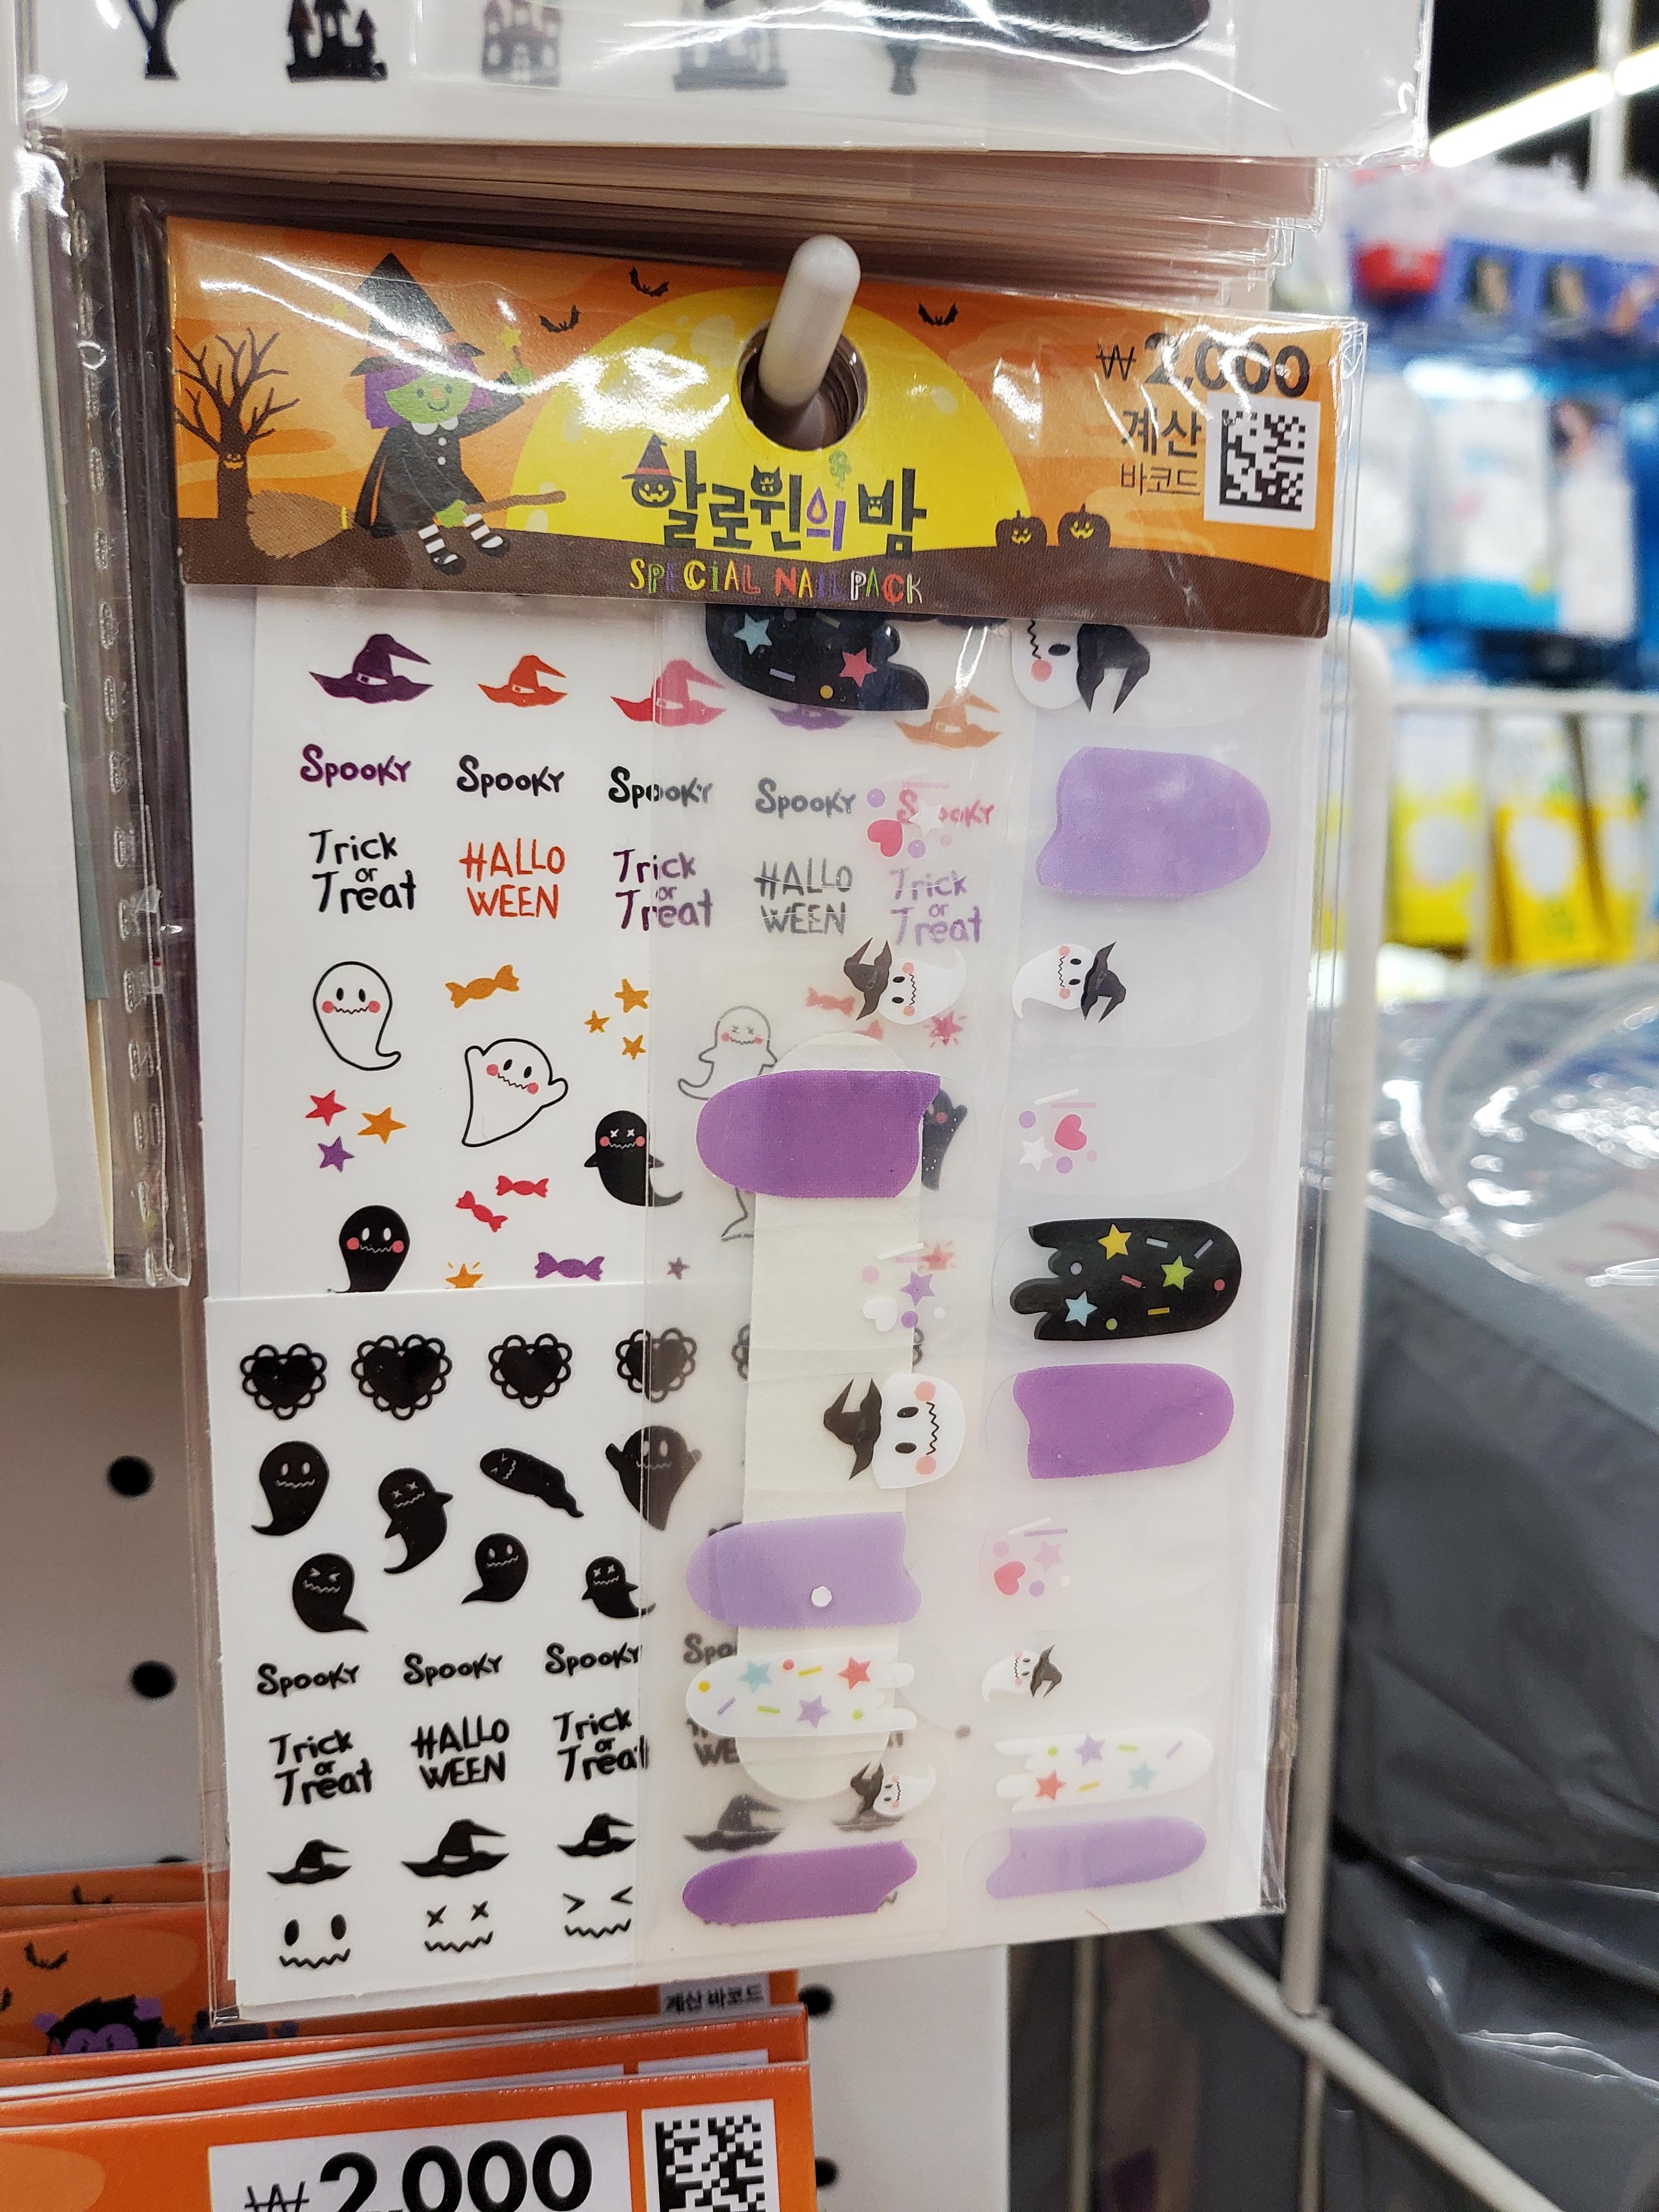 ₩2,000
계산
바코드
할로윈의 밤
SPECIAL NAIL PACK
Spooky Spooky Spooky Spooky Spooky
Trick or Treat HALLO WEEN Trick or Treat HALLO WEEN Trick or Treat
Spooky Spooky Spooky Spo
Trick or Treat HALLO WEEN Trick or Treat WE
계산 바코드
₩2,000